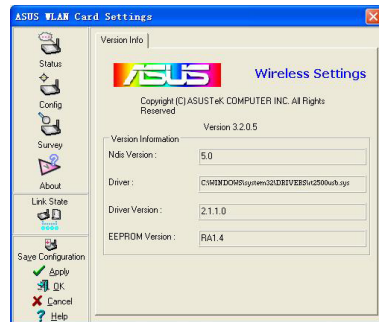 ASUS WLAN Card Settings
Status
Config
Survey
About
Link State
Save Configuration
Apply
OK
Cancel
Help
Version Info
ASUS
Wireless Settings
Copyright (C) ASUSTeK COMPUTER INC. All Rights
Reserved
Version 3.2.0.5
Version Information
Ndis Version :
5.0
Driver :
C:\WINDOWS\system32\DRIVERS\rt2500usb.sys
Driver Version :
2.1.1.0
EEPROM Version :
RA1.4